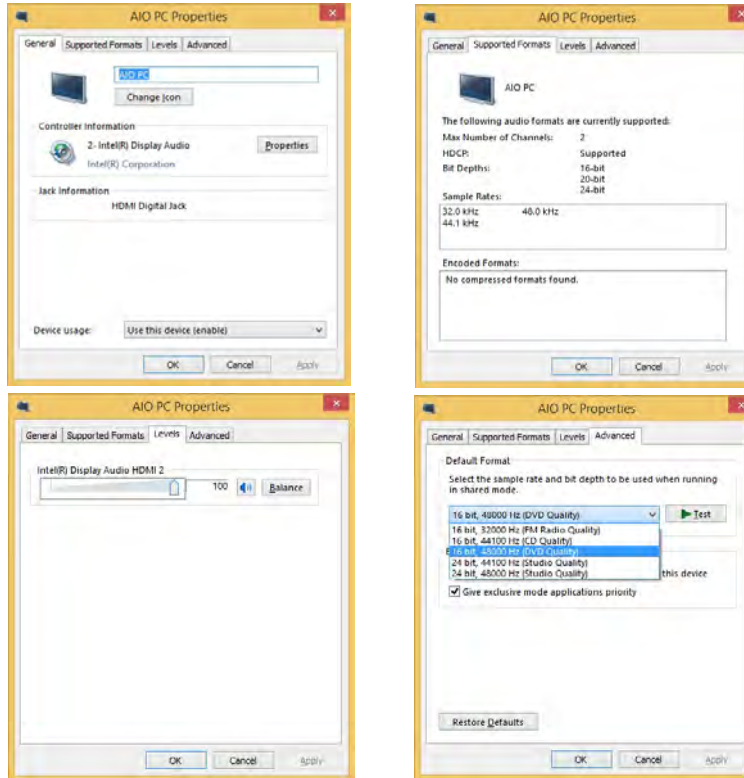 AIO PC Properties
General Supported Formats Levels Advanced
AIO PC
Change Icon
Controller Information
2- Intel(R) Display Audio Properties
Intel(R) Corporation
Jack Information
HDMI Digital Jack
Device usage: Use this device (enable)
OK Cancel Apply
AIO PC Properties
General Supported Formats Levels Advanced
AIO PC
The following audio formats are currently supported:
Max Number of Channels: 2
HDCP: Supported
Bit Depths: 16-bit
20-bit
24-bit
Sample Rates:
32.0 kHz 48.0 kHz
44.1 kHz
Encoded Formats:
No compressed formats found.
OK Cancel Apply
AIO PC Properties
General Supported Formats Levels Advanced
Intel(R) Display Audio HDMI 2
100 Balance
OK Cancel Apply
AIO PC Properties
General Supported Formats Levels Advanced
Default Format
Select the sample rate and bit depth to be used when running
in shared mode.
16 bit, 48000 Hz (DVD Quality) Test
16 bit, 32000 Hz (FM Radio Quality)
16 bit, 44100 Hz (CD Quality)
16 bit, 48000 Hz (DVD Quality)
24 bit, 44100 Hz (Studio Quality)
24 bit, 48000 Hz (Studio Quality) this device
Give exclusive mode applications priority
Restore Defaults
OK Cancel Apply